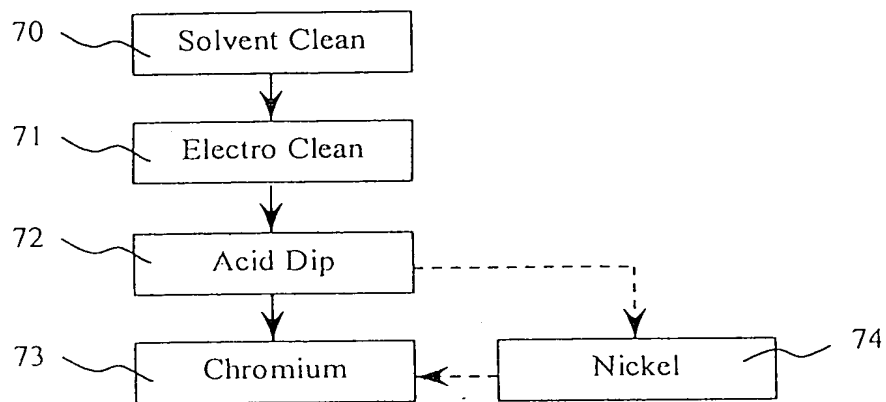 70
Solvent Clean
71
Electro Clean
72
Acid Dip
73
Chromium
Nickel
74